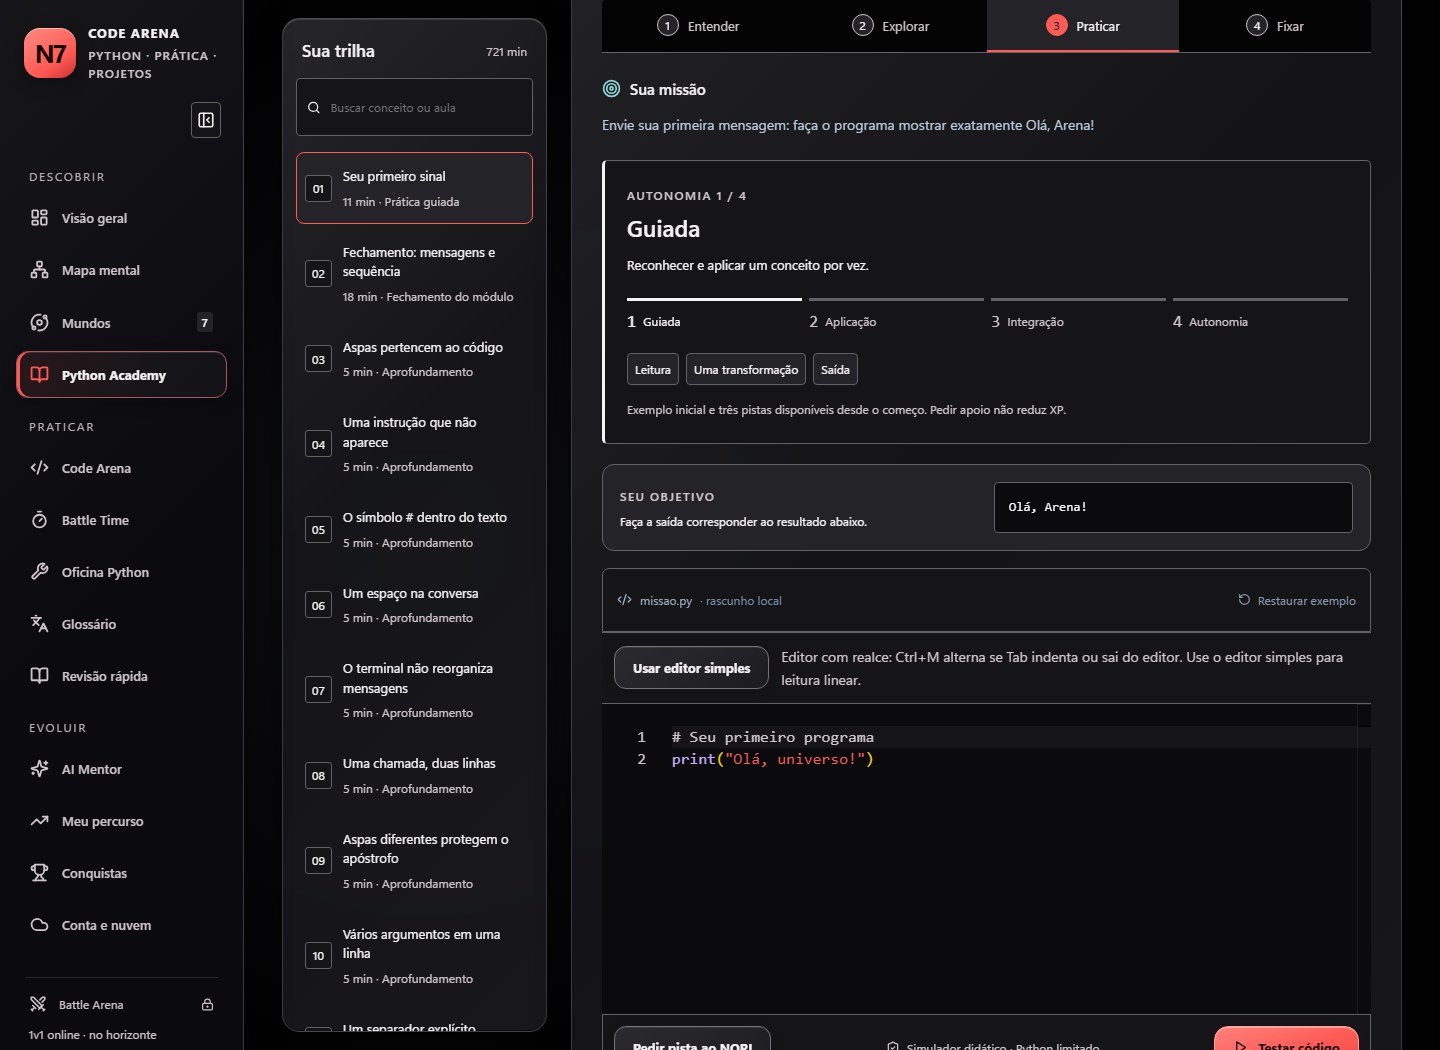 N7
CODE ARENA
PYTHON · PRÁTICA ·
PROJETOS
DESCOBRIR
Visão geral
Mapa mental
Mundos
7
Python Academy
PRATICAR
Code Arena
Battle Time
Oficina Python
Glossário
Revisão rápida
EVOLUIR
AI Mentor
Meu percurso
Conquistas
Conta e nuvem
Battle Arena
1v1 online · no horizonte
Sua trilha
721 min
Buscar conceito ou aula
01
Seu primeiro sinal
11 min · Prática guiada
02
Fechamento: mensagens e
sequência
18 min · Fechamento do módulo
03
Aspas pertencem ao código
5 min · Aprofundamento
04
Uma instrução que não
aparece
5 min · Aprofundamento
05
O símbolo # dentro do texto
5 min · Aprofundamento
06
Um espaço na conversa
5 min · Aprofundamento
07
O terminal não reorganiza
mensagens
5 min · Aprofundamento
08
Uma chamada, duas linhas
5 min · Aprofundamento
09
Aspas diferentes protegem o
apóstrofo
5 min · Aprofundamento
10
Vários argumentos em uma
linha
5 min · Aprofundamento
Um separador explícito
1 Entender
2 Explorar
3 Praticar
4 Fixar
Sua missão
Envie sua primeira mensagem: faça o programa mostrar exatamente Olá, Arena!
AUTONOMIA 1 / 4
Guiada
Reconhecer e aplicar um conceito por vez.
1 Guiada
2 Aplicação
3 Integração
4 Autonomia
Leitura
Uma transformação
Saída
Exemplo inicial e três pistas disponíveis desde o começo. Pedir apoio não reduz XP.
SEU OBJETIVO
Faça a saída corresponder ao resultado abaixo.
Olá, Arena!
missao.py · rascunho local
Restaurar exemplo
Usar editor simples
Editor com realce: Ctrl+M alterna se Tab indenta ou sai do editor. Use o editor simples para
leitura linear.
1 # Seu primeiro programa
2 print("Olá, universo!")
Pedir pista ao NORI
Simulador didático · Python limitado
Testar código